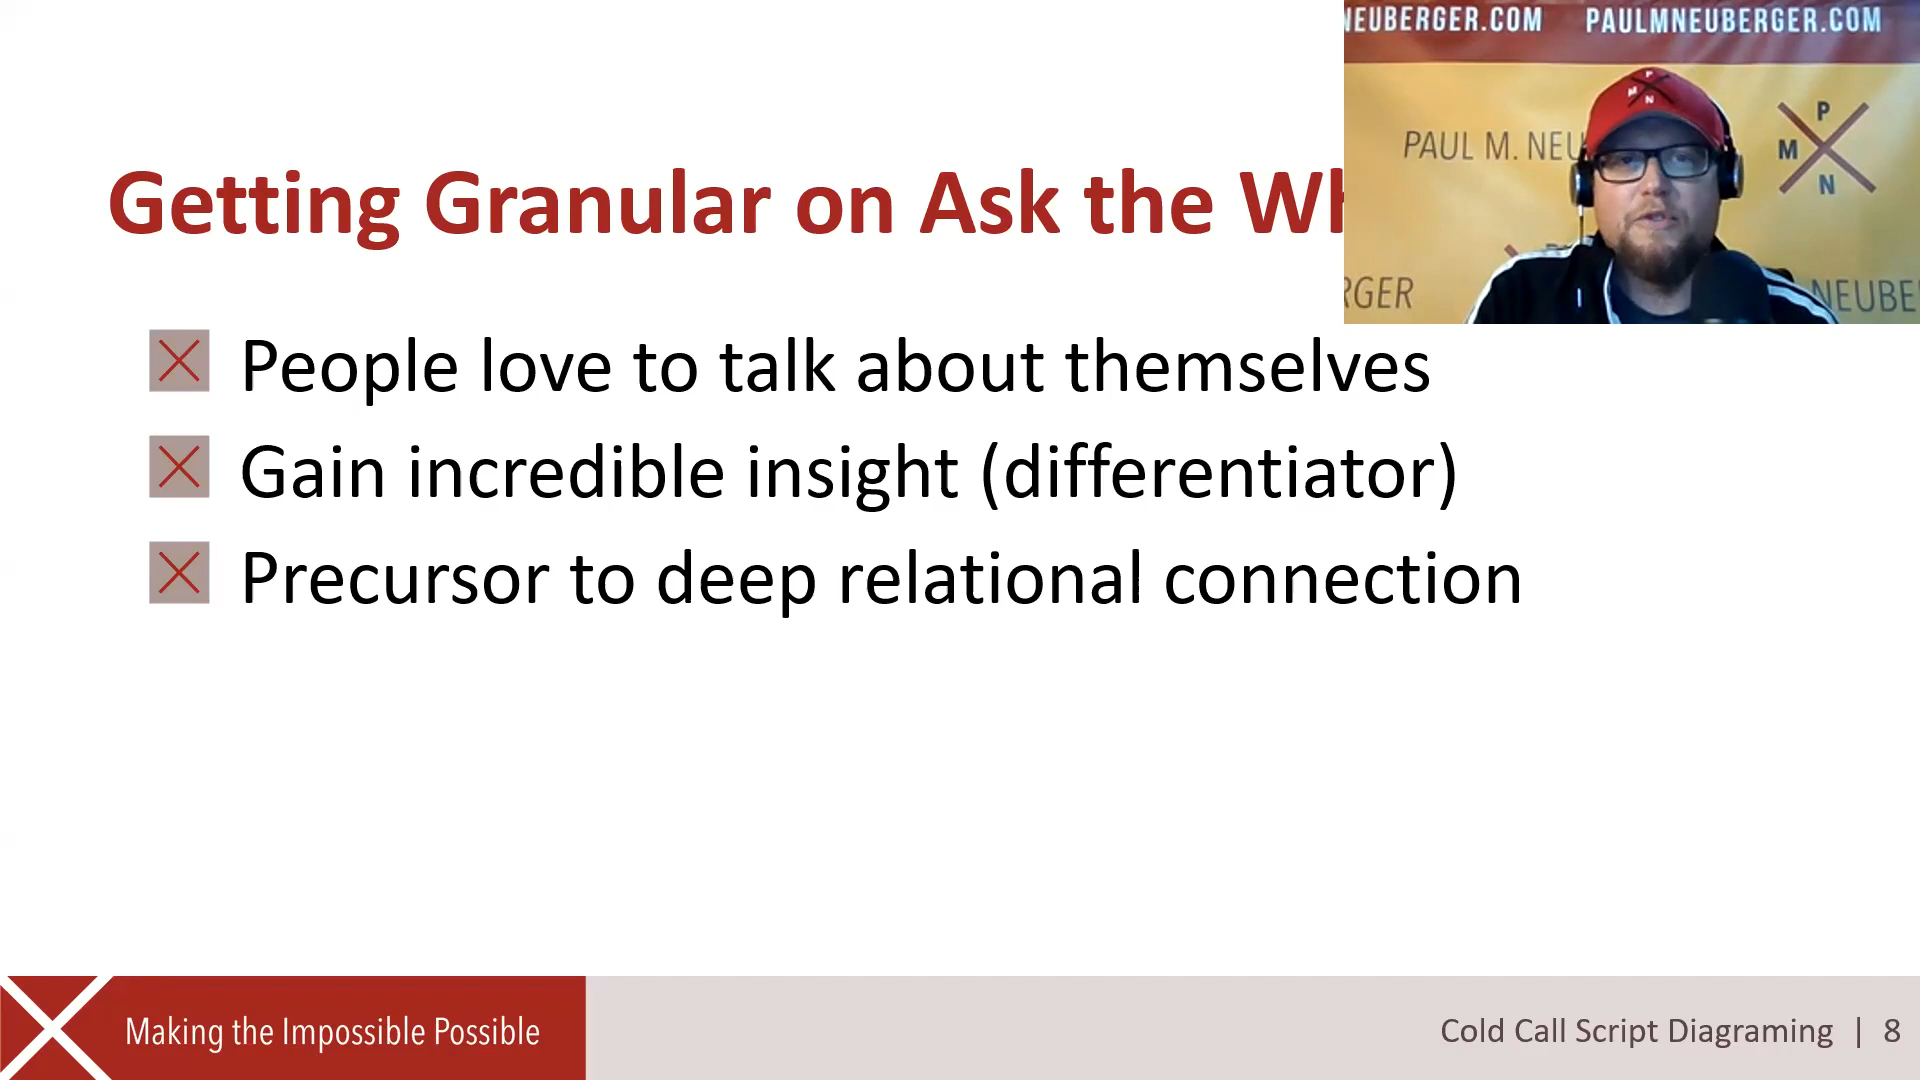 NEUBERGER.COM PAULMNEUBERGER.COM
P
M
N
PAUL M. NEU
P
M
N
RGER
NEUBE
Getting Granular on Ask the Wh
People love to talk about themselves
Gain incredible insight (differentiator)
Precursor to deep relational connection
Making the Impossible Possible
Cold Call Script Diagraming | 8